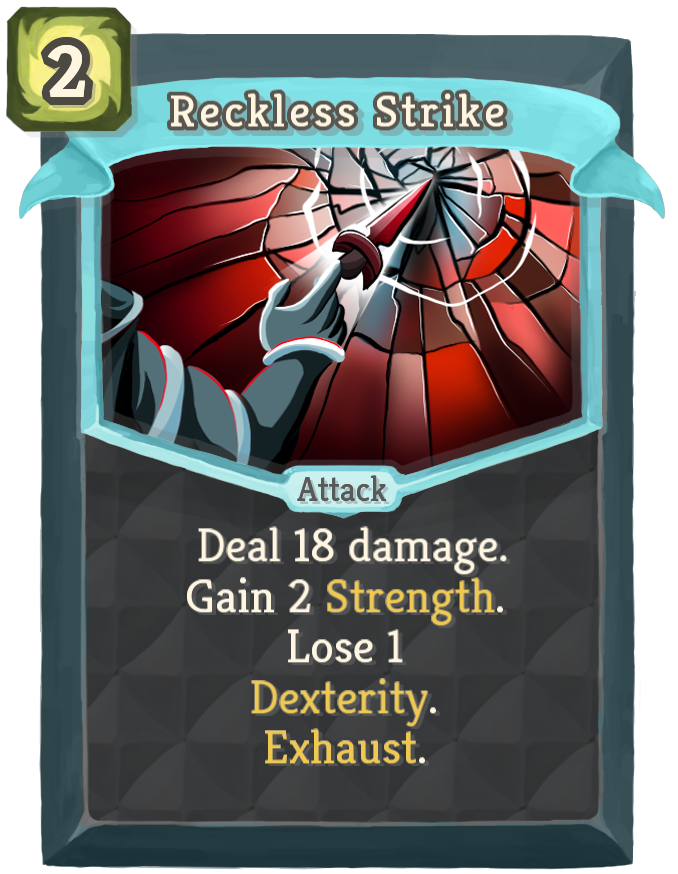 2
Reckless Strike
Attack
Deal 18 damage.
Gain 2 Strength.
Lose 1
Dexterity.
Exhaust.